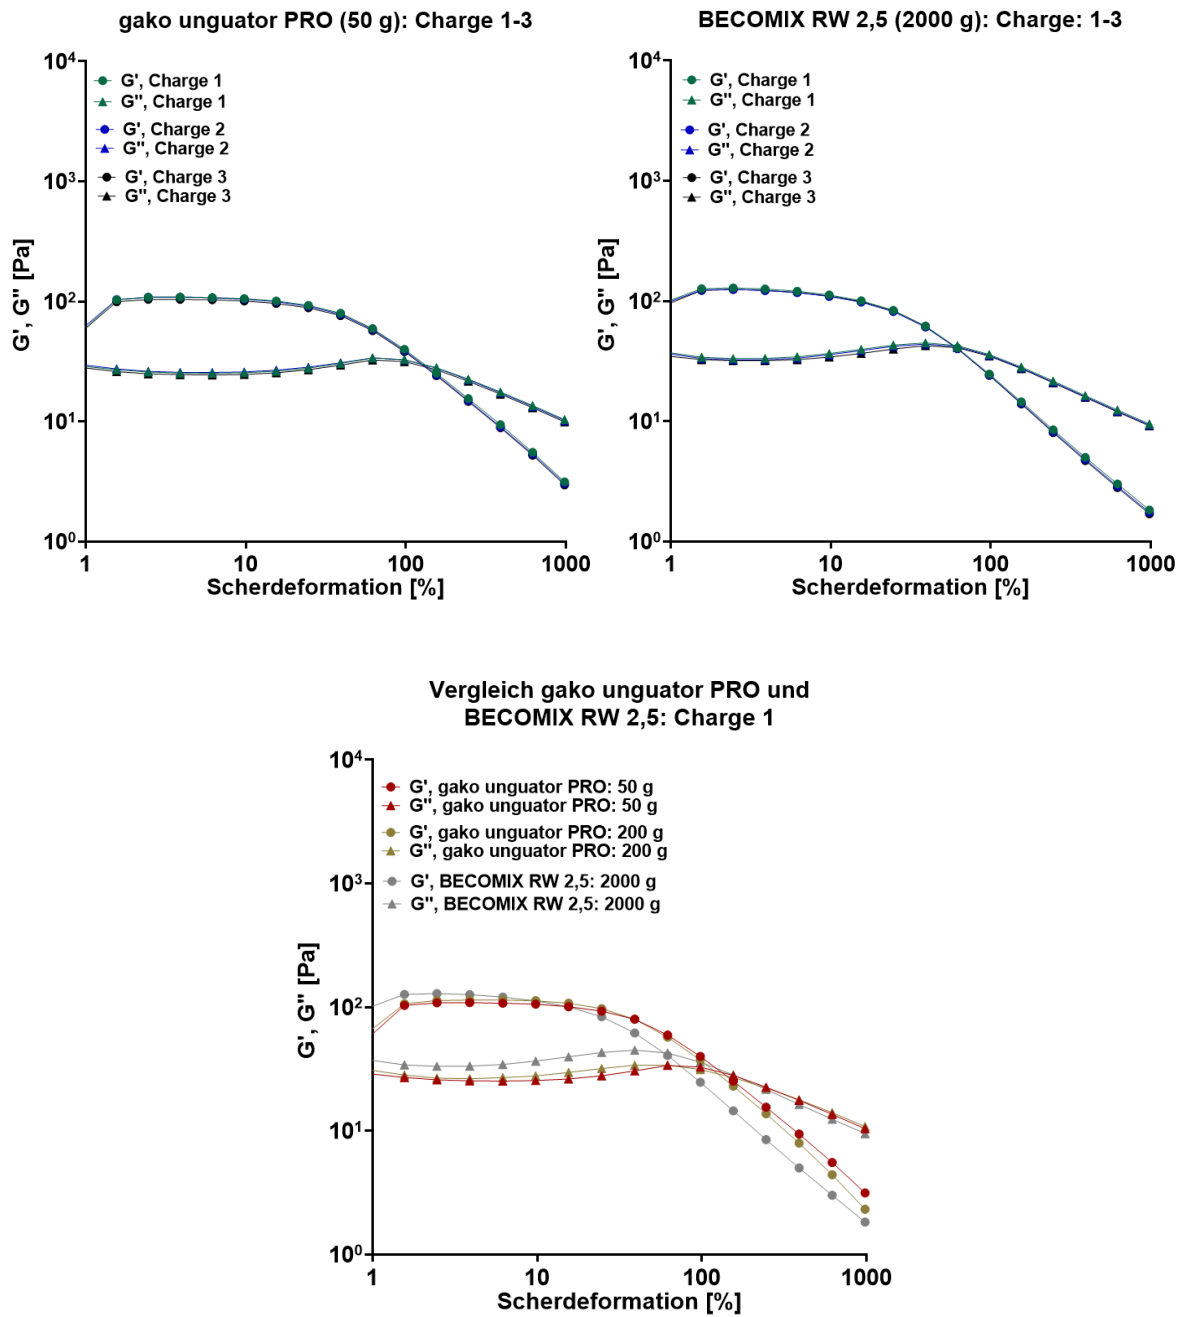 gako unguator PRO (50 g): Charge 1-3
10⁴
10³
10²
10¹
10⁰
G', G'' [Pa]
G', Charge 1
G'', Charge 1
G', Charge 2
G'', Charge 2
G', Charge 3
G'', Charge 3
1
10
100
1000
Scherdeformation [%]
BECOMIX RW 2,5 (2000 g): Charge: 1-3
10⁴
10³
10²
10¹
10⁰
G', G'' [Pa]
G', Charge 1
G'', Charge 1
G', Charge 2
G'', Charge 2
G', Charge 3
G'', Charge 3
1
10
100
1000
Scherdeformation [%]
Vergleich gako unguator PRO und
BECOMIX RW 2,5: Charge 1
10⁴
10³
10²
10¹
10⁰
G', G'' [Pa]
G', gako unguator PRO: 50 g
G'', gako unguator PRO: 50 g
G', gako unguator PRO: 200 g
G'', gako unguator PRO: 200 g
G', BECOMIX RW 2,5: 2000 g
G'', BECOMIX RW 2,5: 2000 g
1
10
100
1000
Scherdeformation [%]